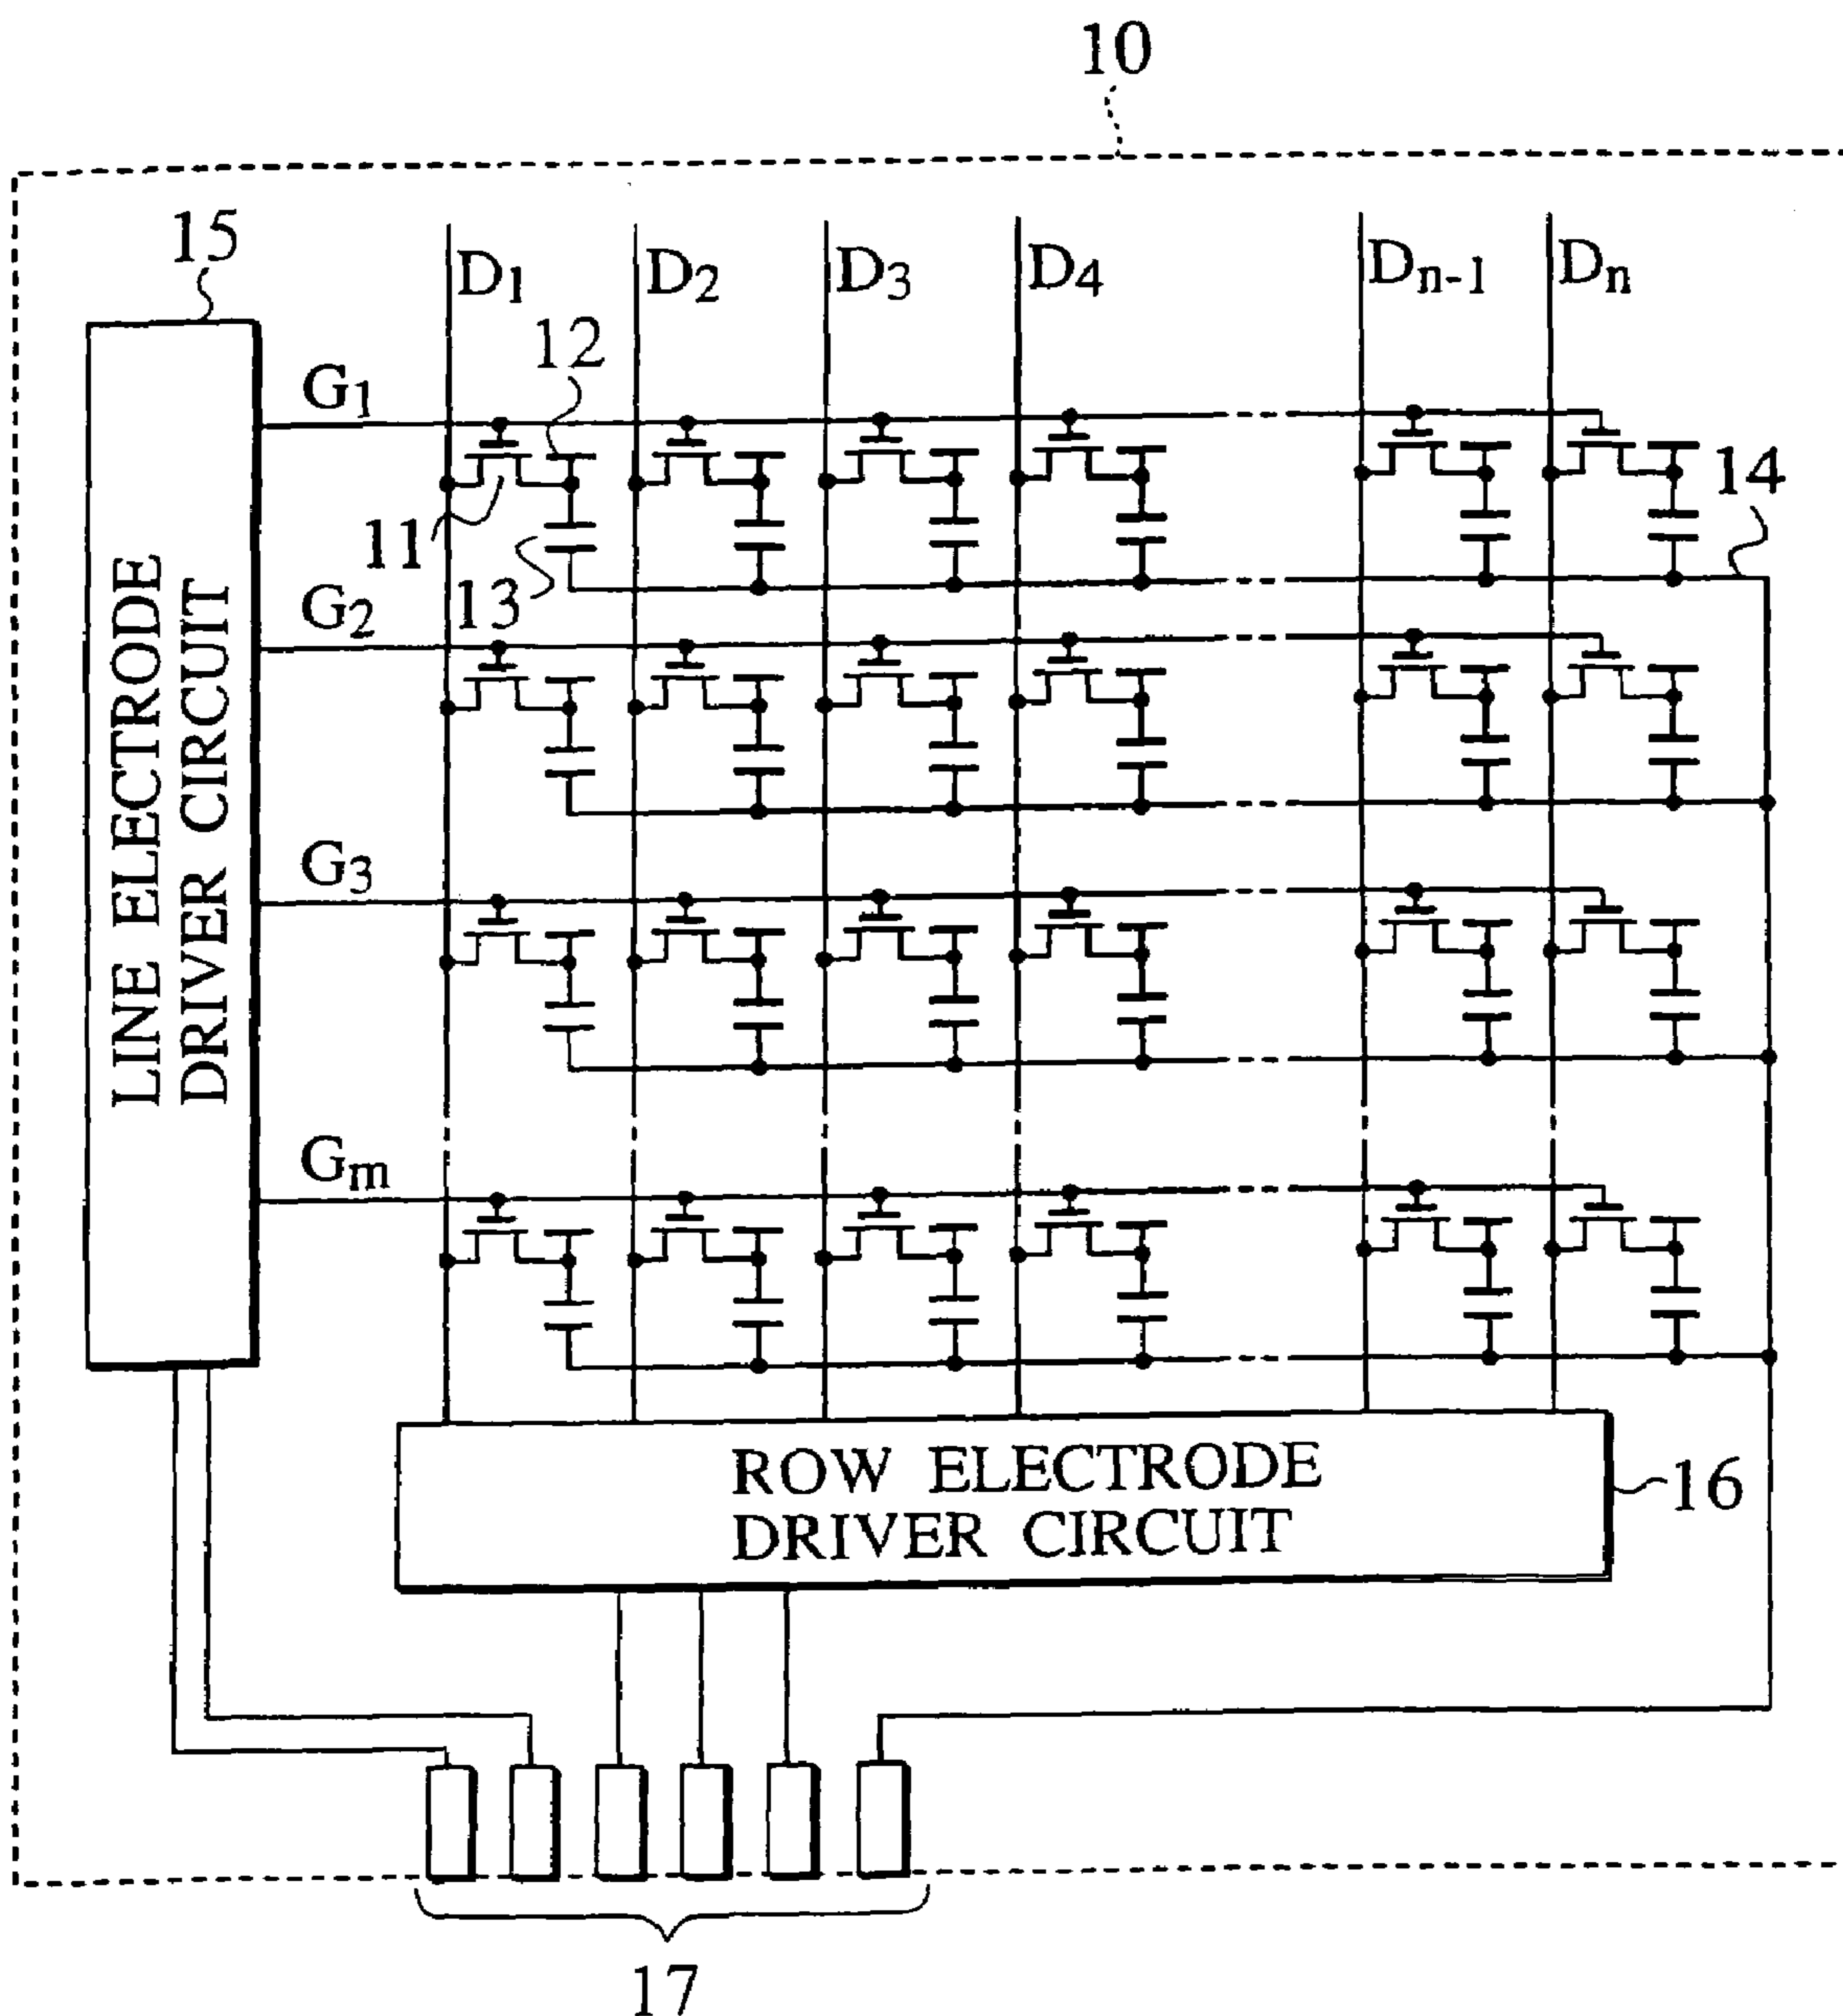 10
15
D1 D2 D3 D4 Dn-1 Dn
12
G1
14
11
13
G2
G3
Gm
LINE ELECTRODE
DRIVER CIRCUIT
ROW ELECTRODE
DRIVER CIRCUIT
16
17